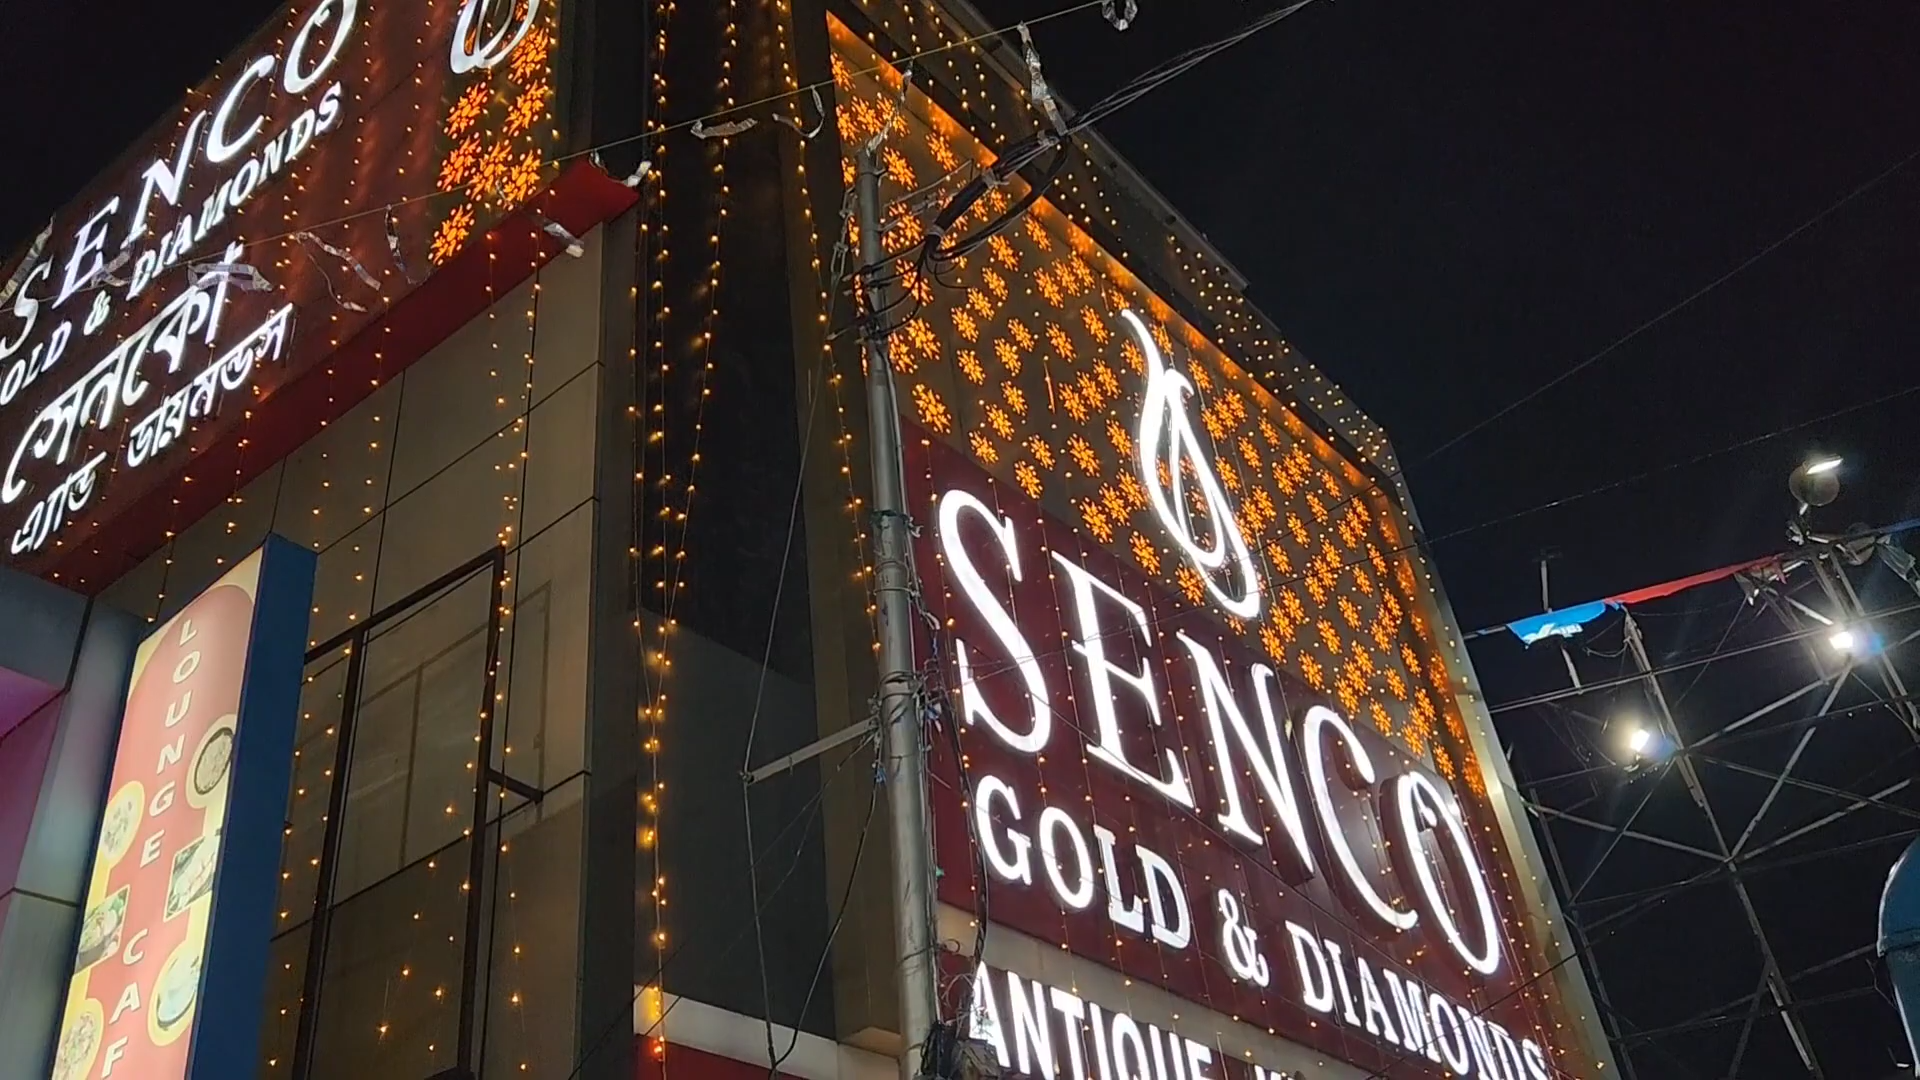 SENCO
GOLD & DIAMONDS
সেনকো
এ্যান্ড ডায়মন্ডস
LOUNGE CAF
SENCO
GOLD & DIAMONDS
ANTIQUE